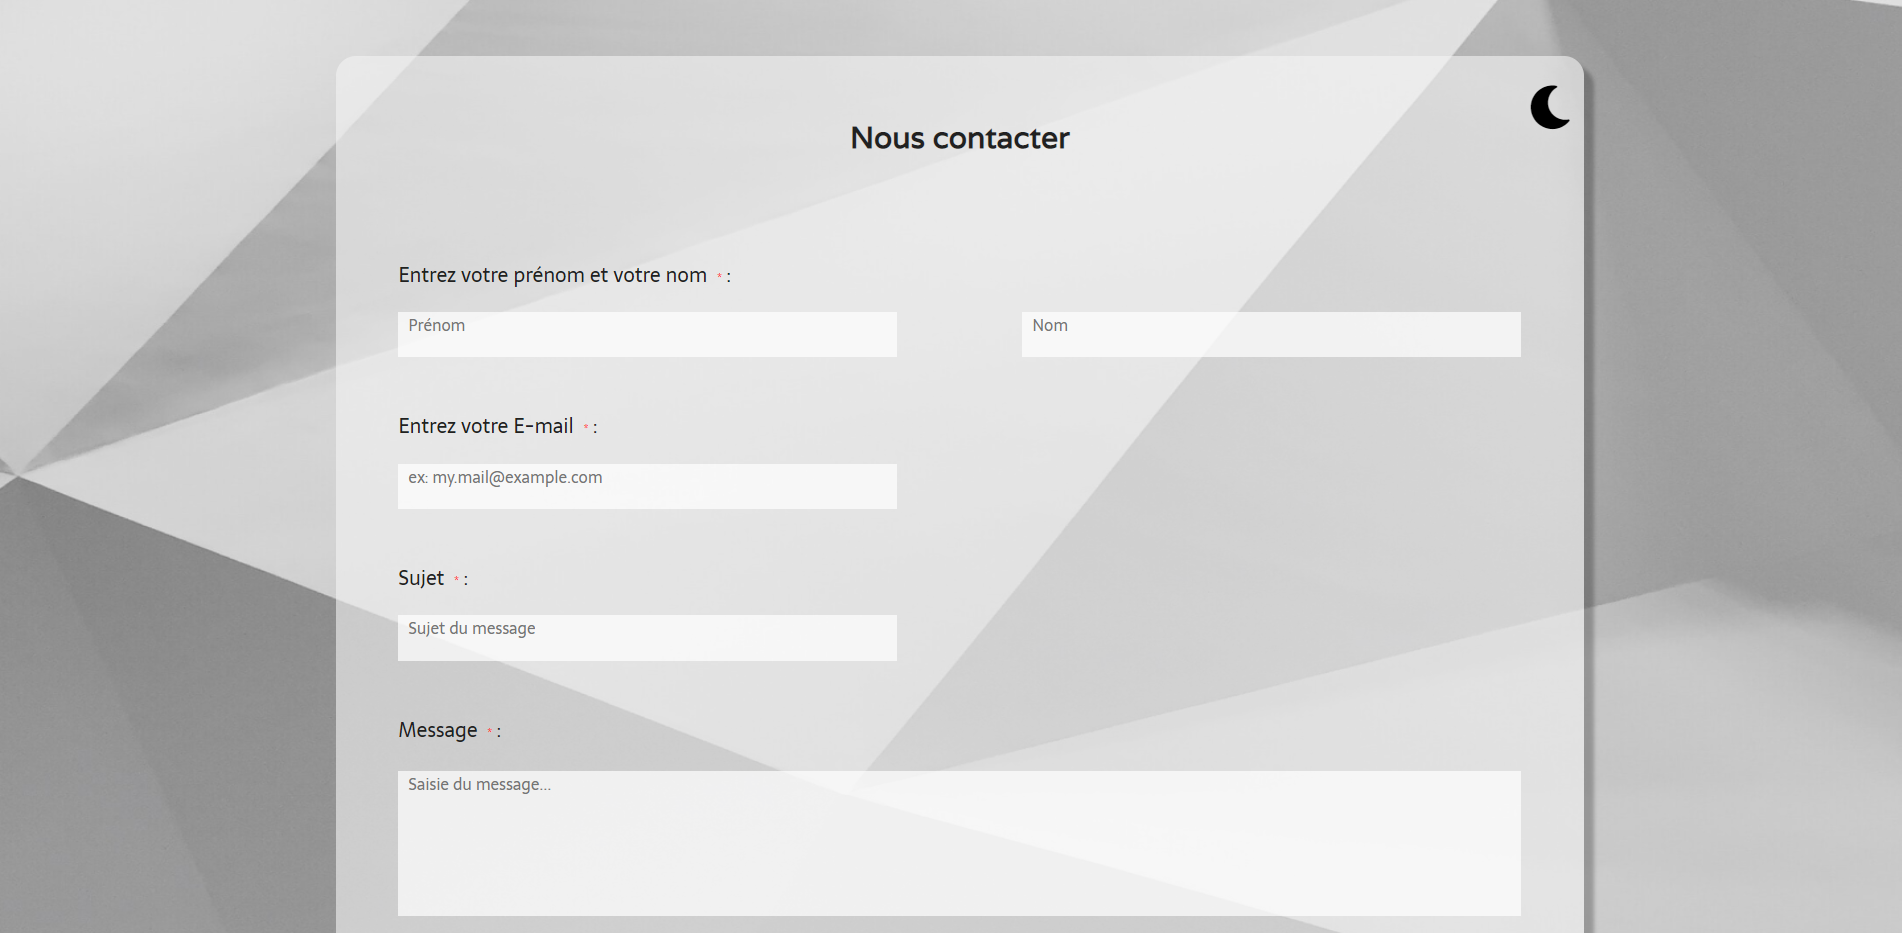 Nous contacter
Entrez votre prénom et votre nom * :
Prénom
Nom
Entrez votre E-mail * :
ex: my.mail@example.com
Sujet * :
Sujet du message
Message * :
Saisie du message...